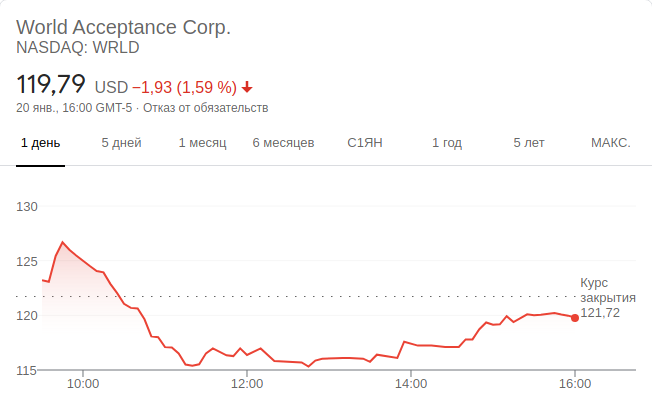 World Acceptance Corp.
NASDAQ: WRLD
119,79 USD −1,93 (1,59 %)
20 янв., 16:00 GMT-5 · Отказ от обязательств
1 день 5 дней 1 месяц 6 месяцев С1ЯН 1 год 5 лет МАКС.
130
125
Курс
закрытия
121,72
120
115
10:00 12:00 14:00 16:00